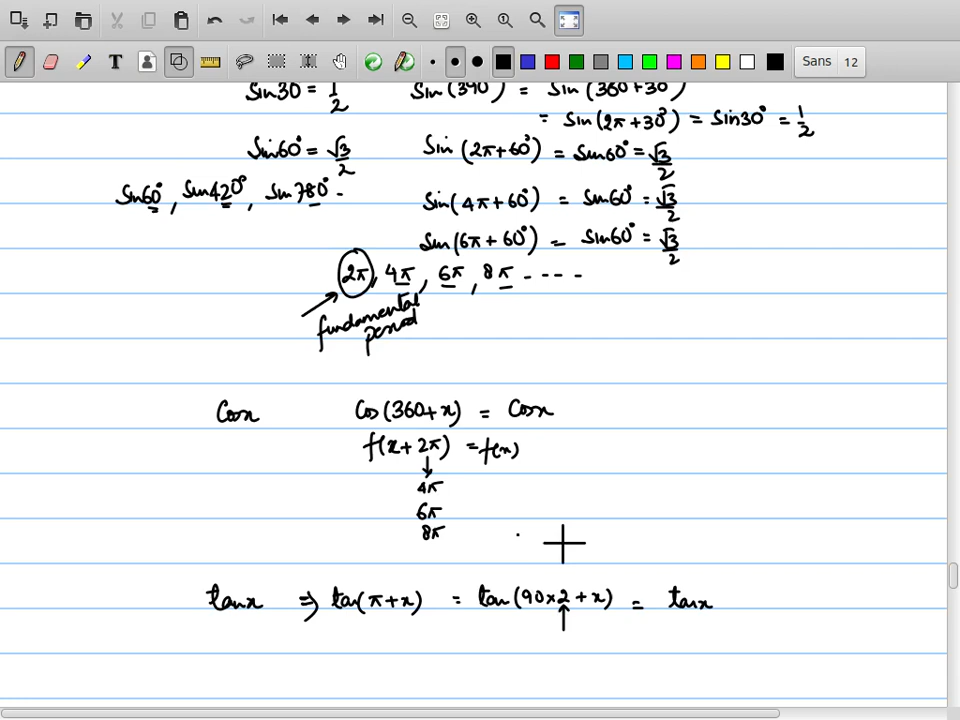 T
Sans 12
Sin30 = 1/2 Sin(390) = Sin(360+30°)
= Sin(2π+30°) = Sin30° = 1/2
Sin60° = √3/2 Sin(2π+60°) = Sin60° = √3/2
Sin60°, Sin420°, Sin780° - Sin(4π+60°) = Sin60° = √3/2
Sin(6π+60°) = Sin60° = √3/2
2π, 4π, 6π, 8π - - - -
fundamental
period
Cosx Cos(360+x) = Cosx
f(x+2π) = f(x)
4π
6π
8π
tanx ⇒ tan(π+x) = tan(90×2+x) = tanx